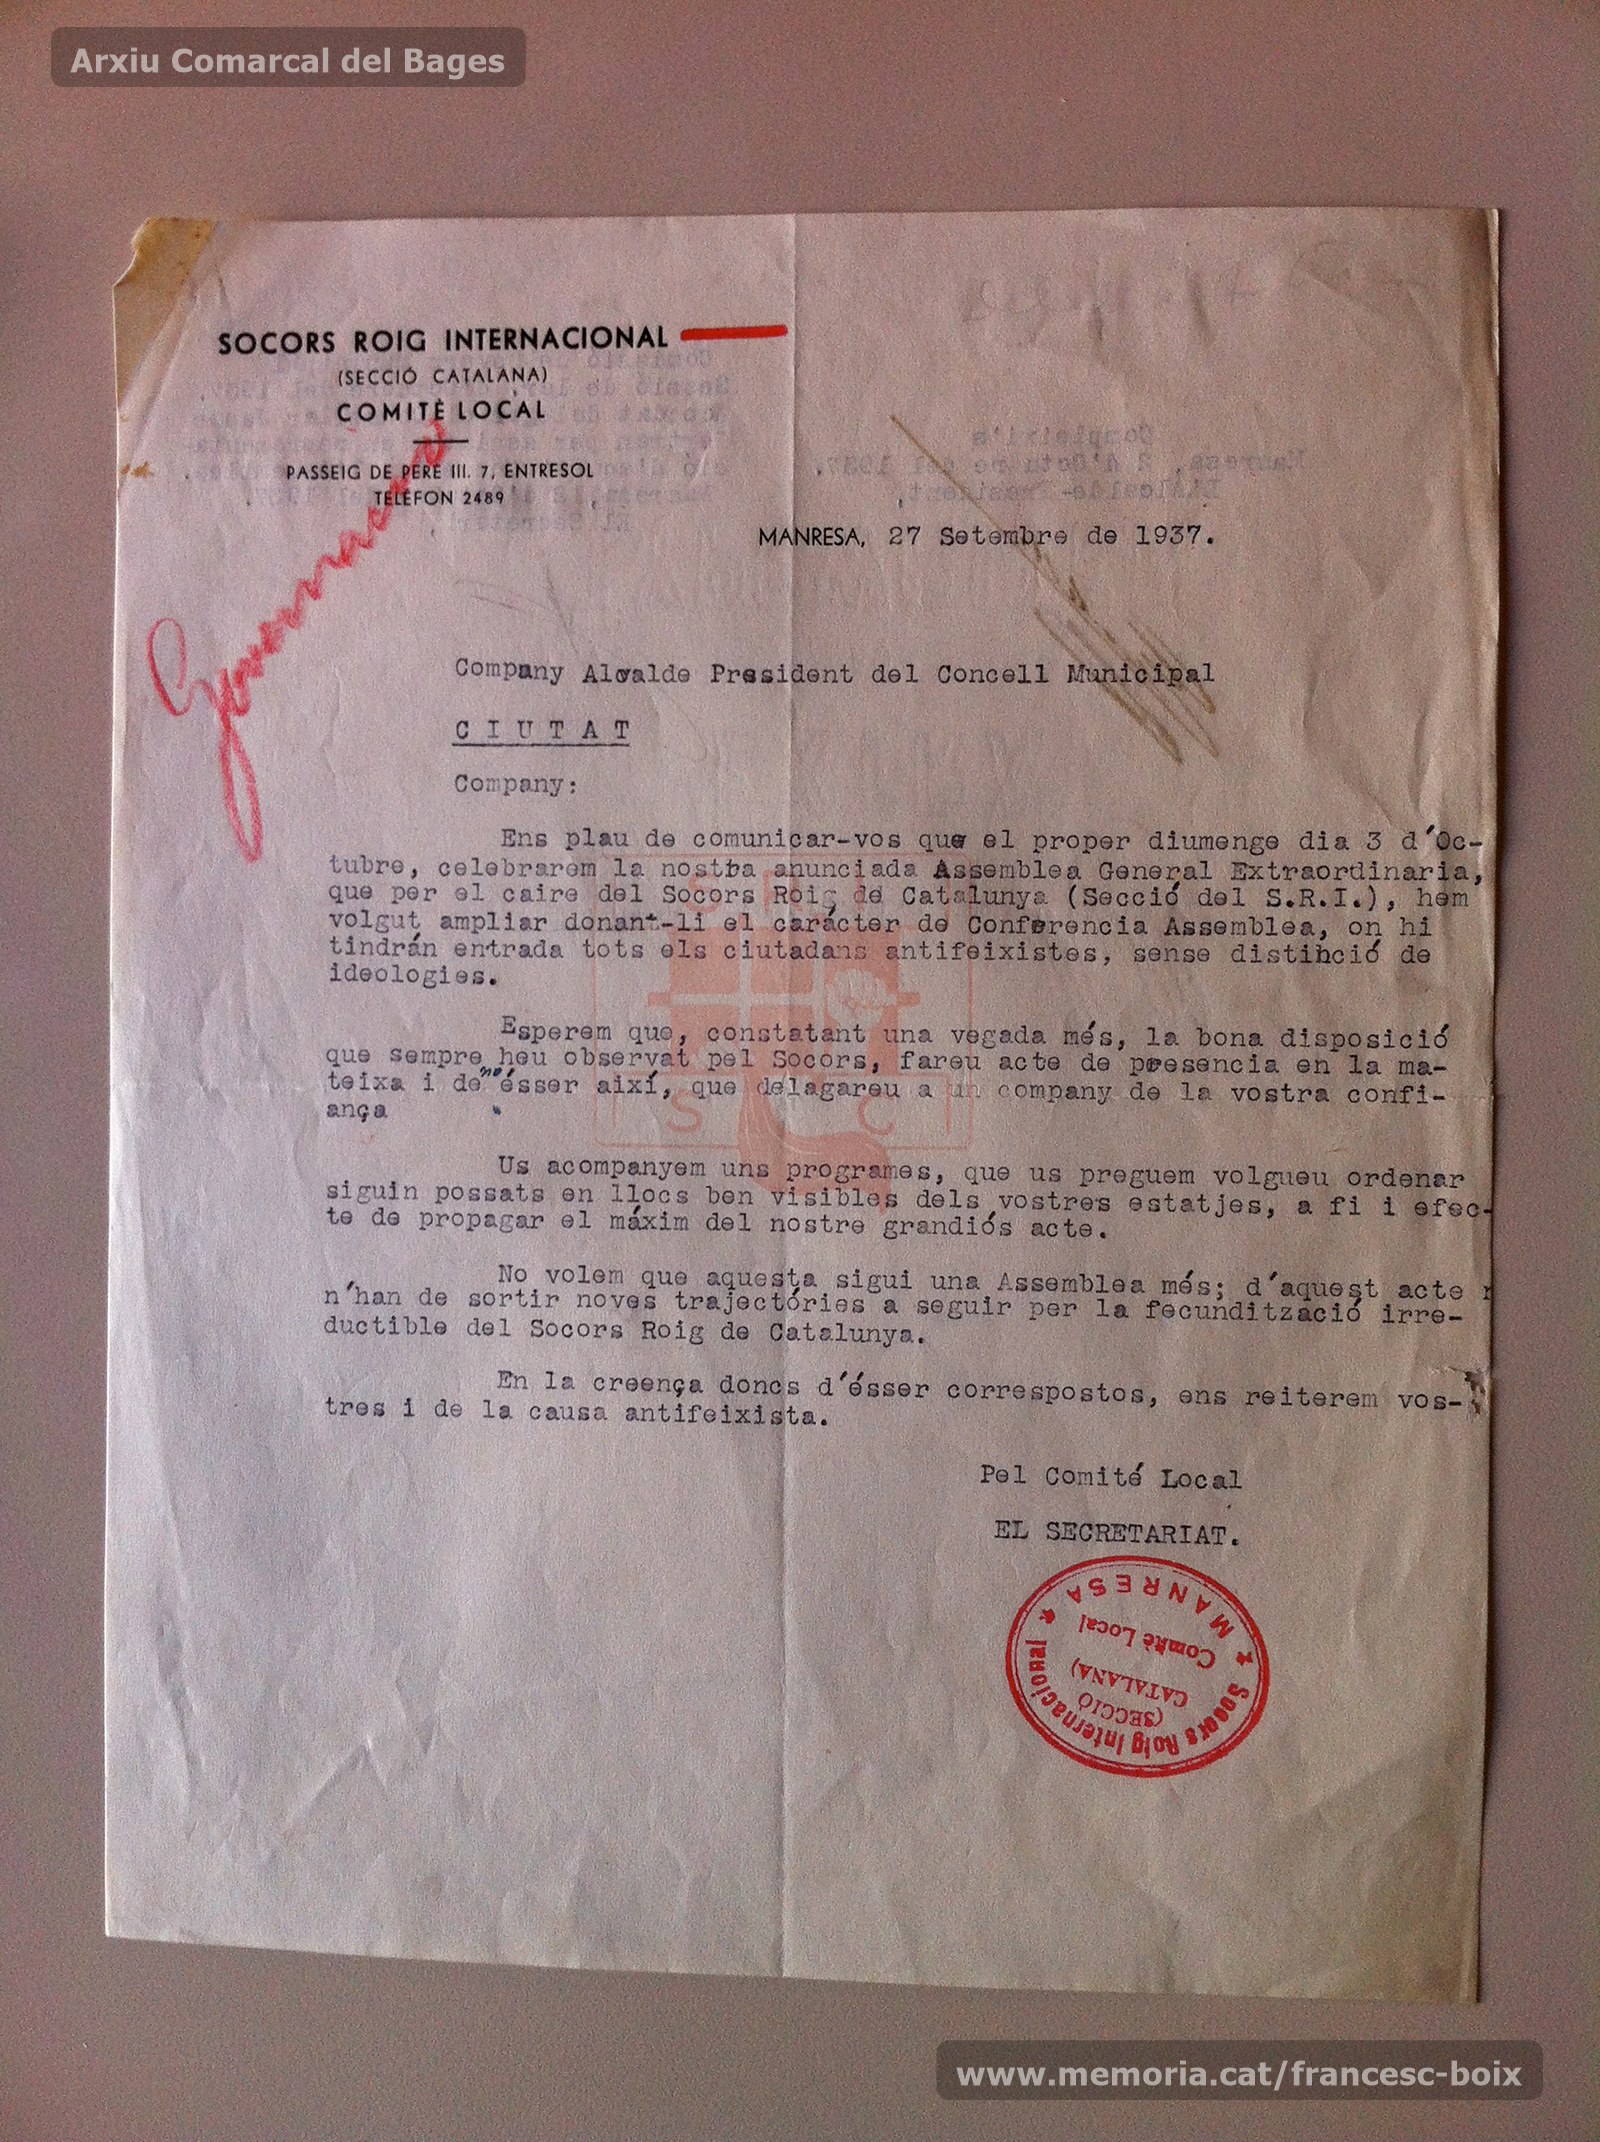 Arxiu Comarcal del Bages
SOCORS ROIG INTERNACIONAL
(SECCIÓ CATALANA)
COMITÈ LOCAL
PASSEIG DE PERE III. 7, ENTRESOL
TELÈFON 2489
MANRESA, 27 Setembre de 1937.
Company Alcalde President del Concell Municipal
CIUTAT
Company:
Ens plau de comunicar-vos que el proper diumenge dia 3 d´Oc-
tubre, celebrarem la nostra anunciada Assemblea General Extraordinaria,
que per el caire del Socors Roig de Catalunya (Secció del S.R.I.), hem
volgut ampliar donant-li el carácter de Conferencia Assemblea, on hi
tindrán entrada tots els ciutadans antifeixistes, sense distinció de
ideologies.
Esperem que, constatant una vegada més, la bona disposició
que sempre heu observat pel Socors, fareu acte de presencia en la ma-
teixa i de no ésser així, que delagareu a un company de la vostra confi-
ança
Us acompanyem uns programes, que us preguem volgueu ordenar
siguin possats en llocs ben visibles dels vostres estatjes, a fi i efec-
te de propagar el máxim del nostre grandiós acte.
No volem que aquesta sigui una Assemblea més; d´aquest acte
n´han de sortir noves trajectóries a seguir per la fecundització irre-
ductible del Socors Roig de Catalunya.
En la creença doncs d´ésser correspostos, ens reiterem vos-
tres i de la causa antifeixista.
Pel Comité Local
EL SECRETARIAT.
Socors Roig Internacional
(SECCIÓ
CATALANA)
Comitè Local
MANRESA
S C
www.memoria.cat/francesc-boix